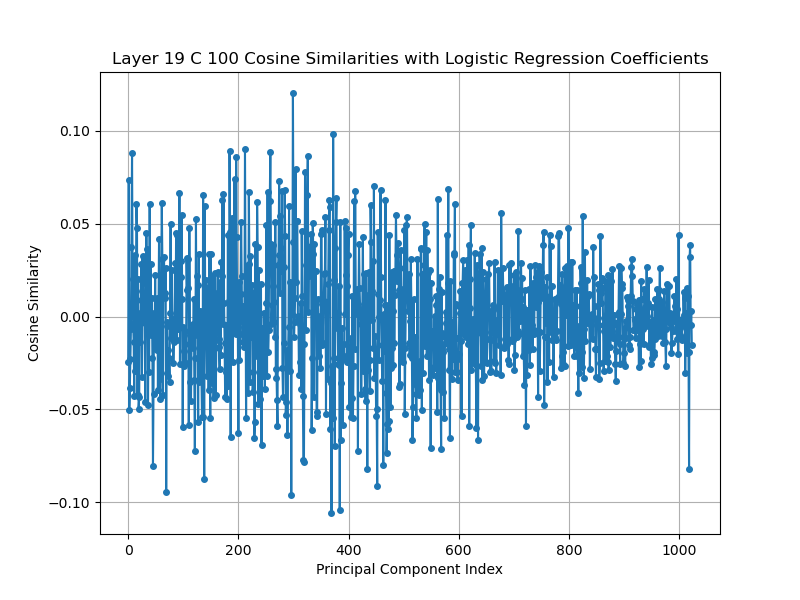 Layer 19 C 100 Cosine Similarities with Logistic Regression Coefficients
0.10
0.05
0.00
−0.05
−0.10
Cosine Similarity
0 200 400 600 800 1000
Principal Component Index